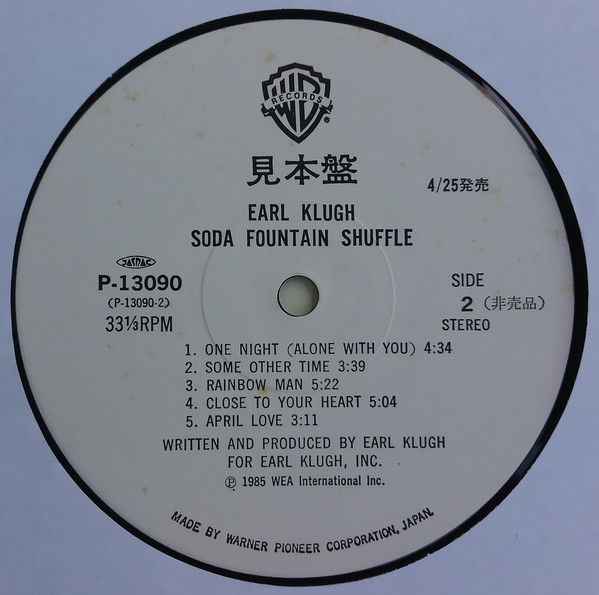 WB
RECORDS
®
見本盤
4/25発売
EARL KLUGH
SODA FOUNTAIN SHUFFLE
JASRAC
P-13090
(P-13090-2)
33⅓RPM
SIDE
2 (非売品)
STEREO
1. ONE NIGHT (ALONE WITH YOU) 4:34
2. SOME OTHER TIME 3:39
3. RAINBOW MAN 5:22
4. CLOSE TO YOUR HEART 5:04
5. APRIL LOVE 3:11
WRITTEN AND PRODUCED BY EARL KLUGH
FOR EARL KLUGH, INC.
℗ 1985 WEA International Inc.
MADE BY WARNER PIONEER CORPORATION, JAPAN.